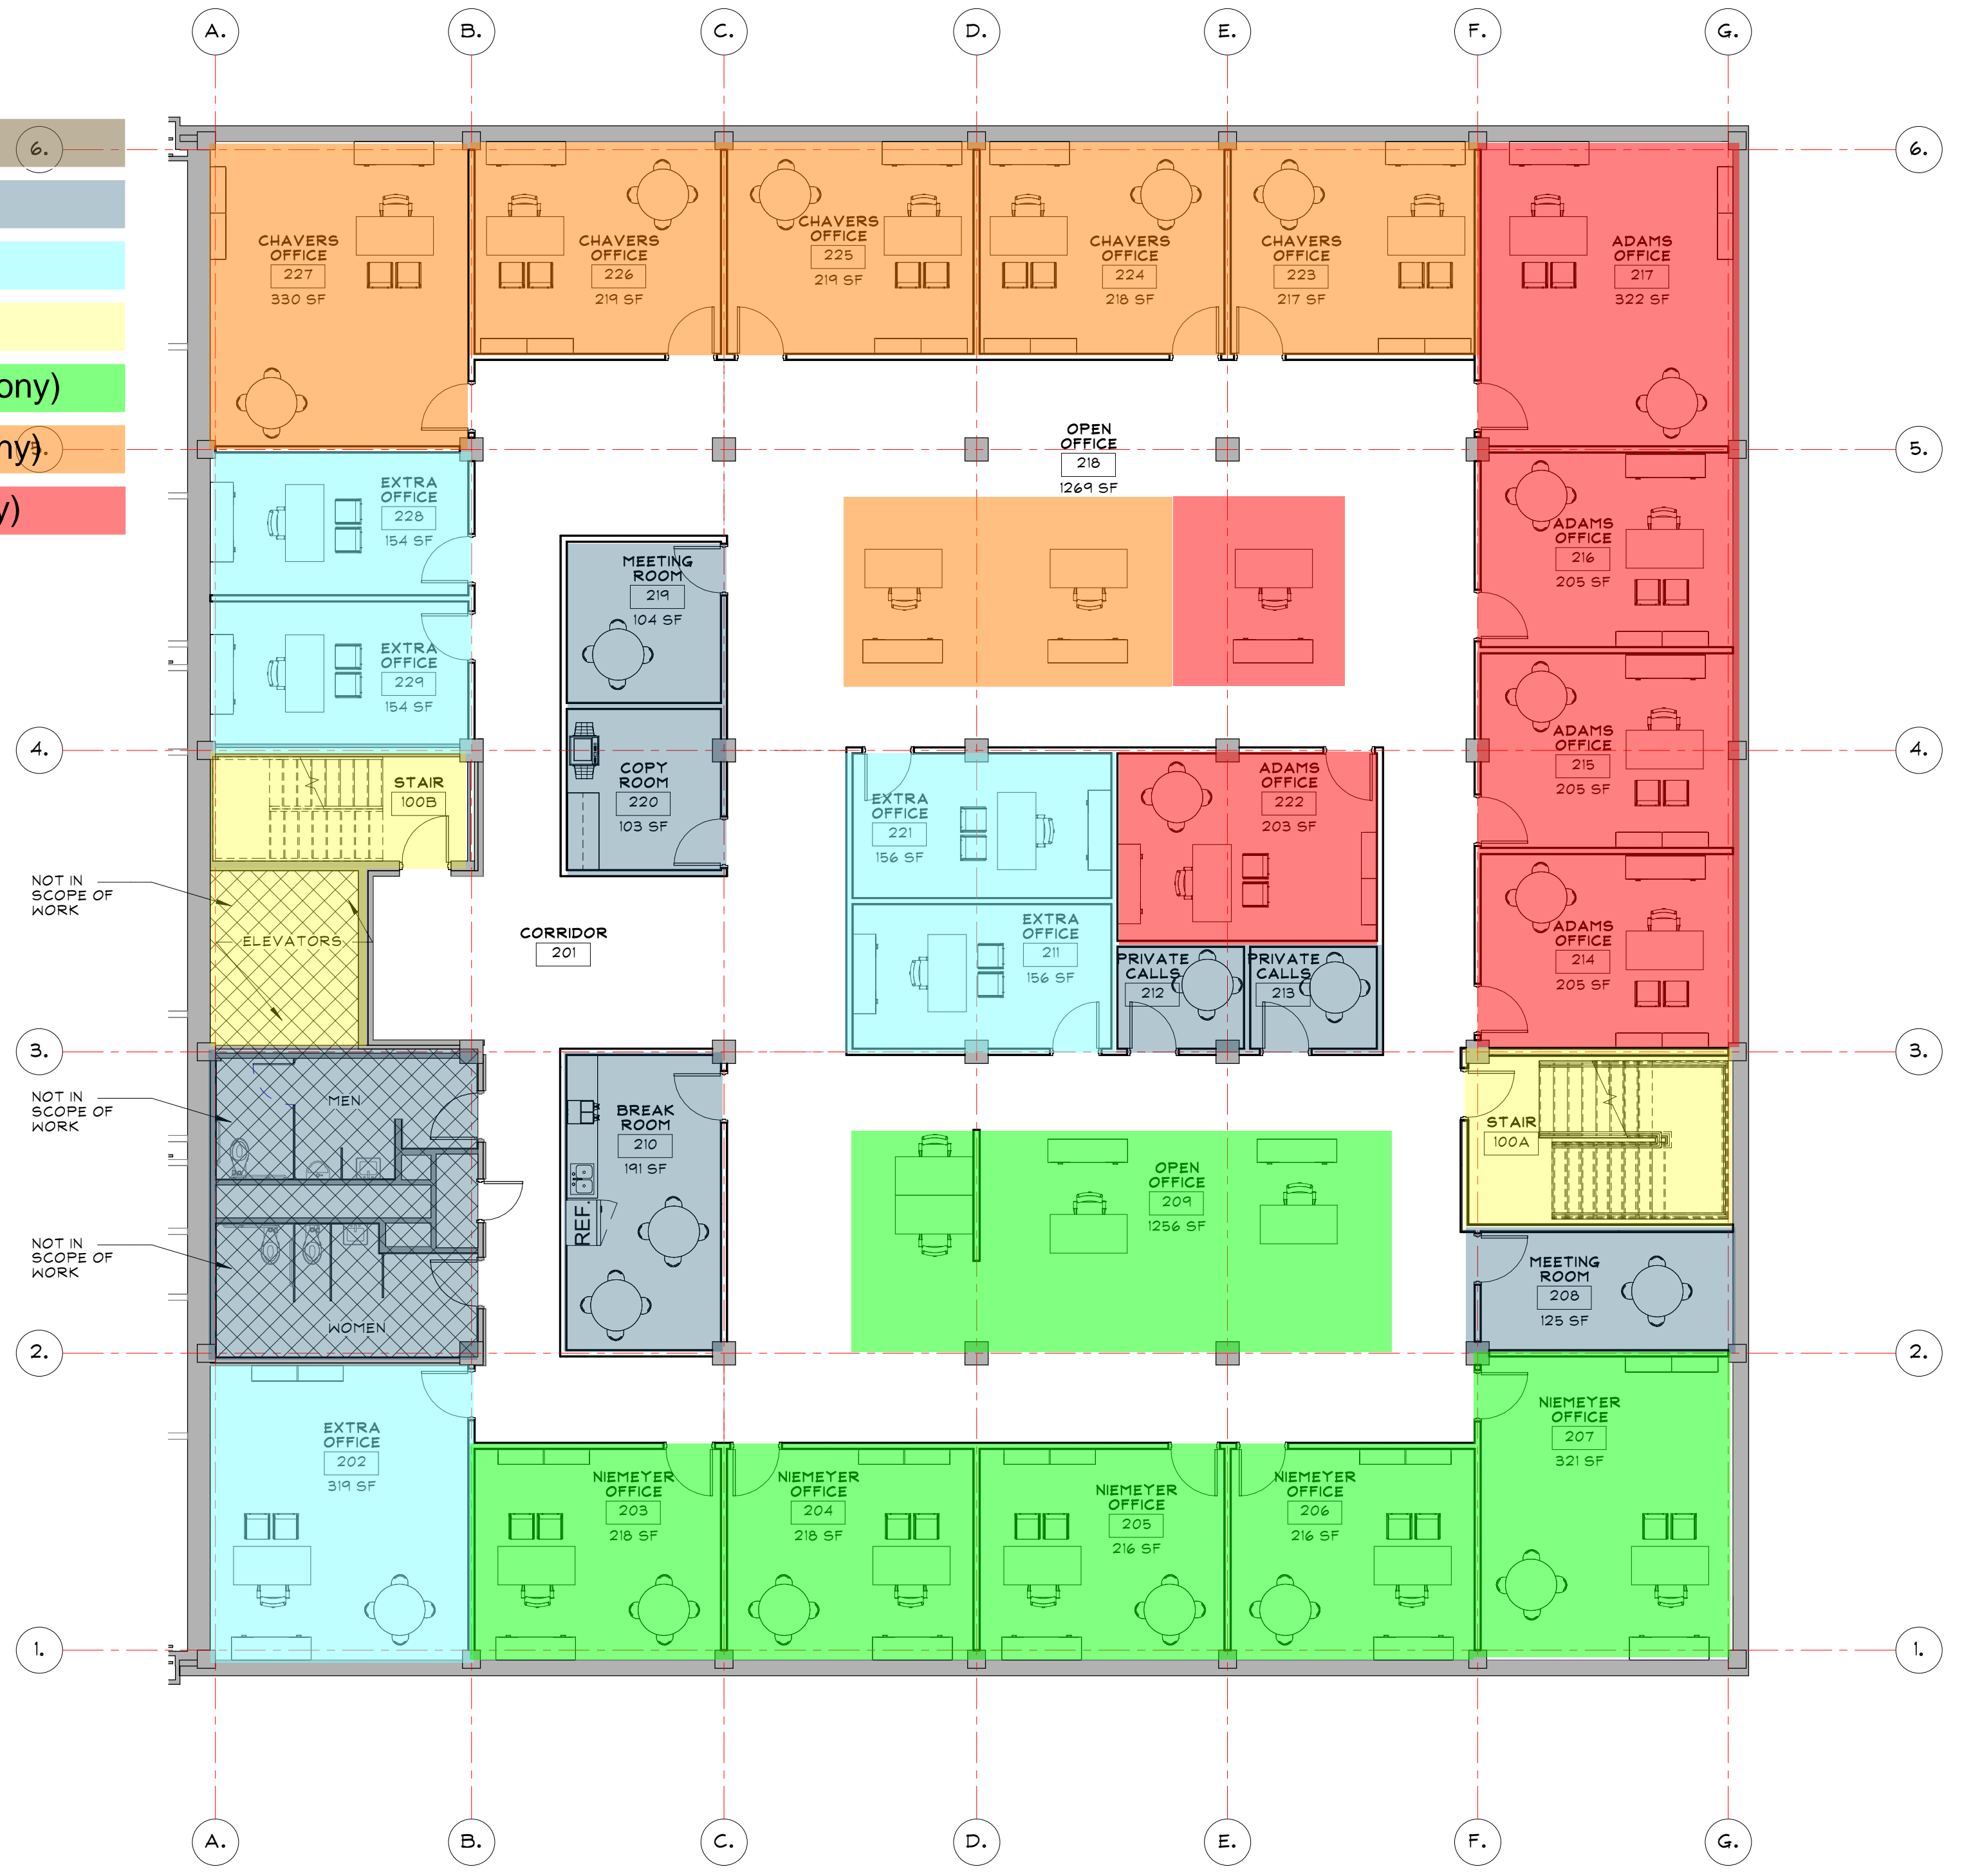 A. B. C. D. E. F. G.
6. 6.
CHAVERS
OFFICE
227
330 SF
CHAVERS
OFFICE
226
219 SF
CHAVERS
OFFICE
225
219 SF
CHAVERS
OFFICE
224
218 SF
CHAVERS
OFFICE
223
217 SF
ADAMS
OFFICE
217
322 SF
ony)
ny)
5. 5.
y)
OPEN
OFFICE
218
1269 SF
EXTRA
OFFICE
228
154 SF
ADAMS
OFFICE
216
205 SF
MEETING
ROOM
219
104 SF
EXTRA
OFFICE
229
154 SF
4. 4.
ADAMS
OFFICE
215
205 SF
STAIR
100B
COPY
ROOM
220
103 SF
EXTRA
OFFICE
221
156 SF
ADAMS
OFFICE
222
203 SF
NOT IN
SCOPE OF
WORK
ELEVATORS
CORRIDOR
201
EXTRA
OFFICE
211
156 SF
PRIVATE
CALLS
212
PRIVATE
CALLS
213
ADAMS
OFFICE
214
205 SF
3. 3.
NOT IN
SCOPE OF
WORK
MEN
BREAK
ROOM
210
191 SF
REF.
OPEN
OFFICE
209
1256 SF
STAIR
100A
NOT IN
SCOPE OF
WORK
WOMEN
MEETING
ROOM
208
125 SF
2. 2.
EXTRA
OFFICE
202
319 SF
NIEMEYER
OFFICE
203
218 SF
NIEMEYER
OFFICE
204
218 SF
NIEMEYER
OFFICE
205
216 SF
NIEMEYER
OFFICE
206
216 SF
NIEMEYER
OFFICE
207
321 SF
1. 1.
A. B. C. D. E. F. G.